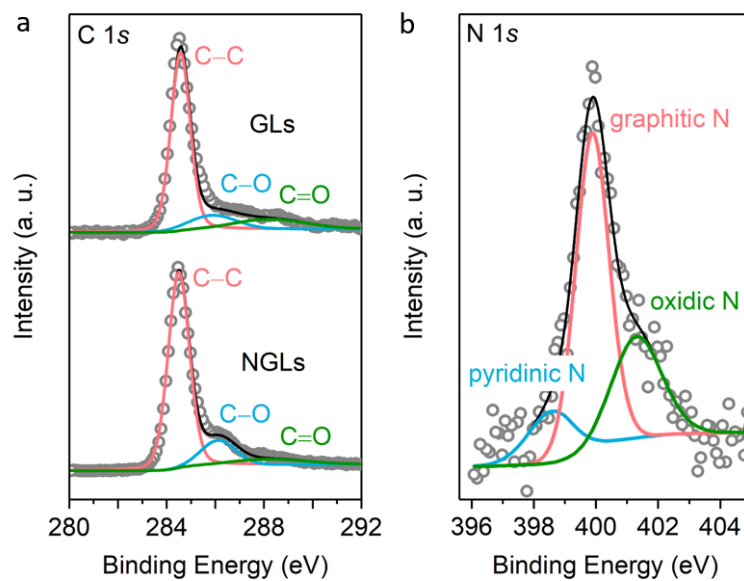 a
C 1s
C–C
GLs
C–O
C=O
C–C
NGLs
C–O
C=O
Intensity (a. u.)
280 284 288 292
Binding Energy (eV)
b
N 1s
graphitic N
oxidic N
pyridinic N
Intensity (a. u.)
396 398 400 402 404
Binding Energy (eV)